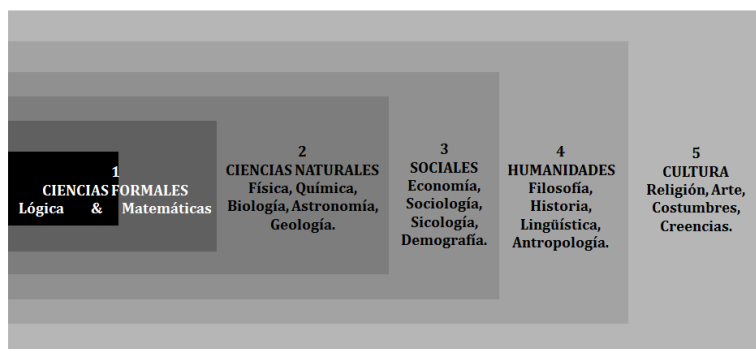 1
CIENCIAS FORMALES
Lógica & Matemáticas
2
CIENCIAS NATURALES
Física, Química,
Biología, Astronomía,
Geología.
3
SOCIALES
Economía,
Sociología,
Sicología,
Demografía.
4
HUMANIDADES
Filosofía,
Historia,
Lingüística,
Antropología.
5
CULTURA
Religión, Arte,
Costumbres,
Creencias.